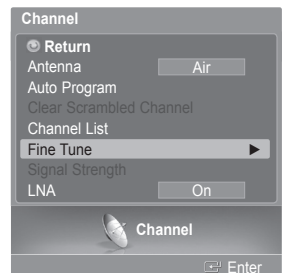 Channel
Return
Antenna Air
Auto Program
Clear Scrambled Channel
Channel List
Fine Tune
Signal Strength
LNA On
Channel
Enter